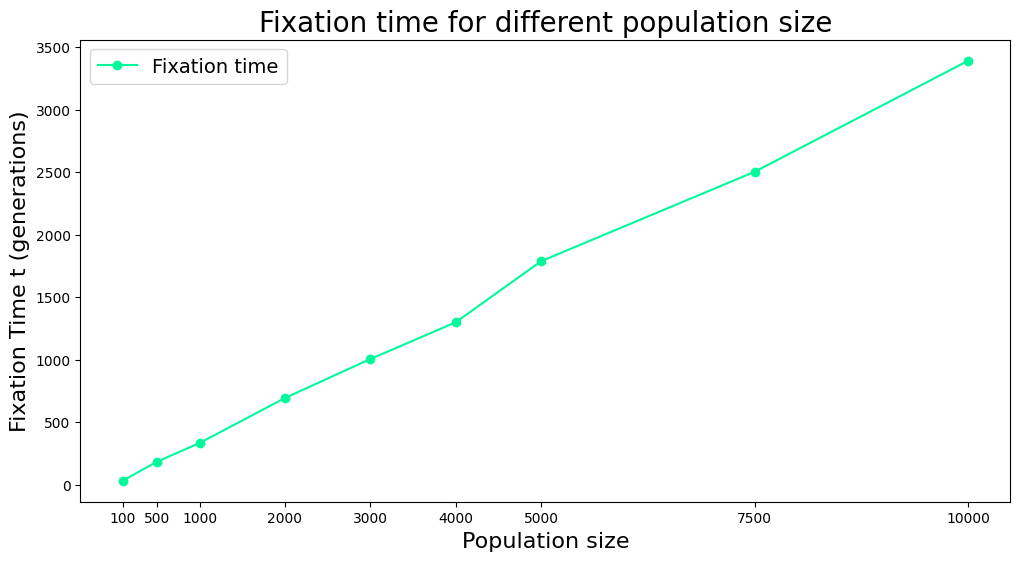 Fixation time for different population size
Fixation time
Fixation Time t (generations)
3500
3000
2500
2000
1500
1000
500
0
100 500 1000 2000 3000 4000 5000 7500 10000
Population size